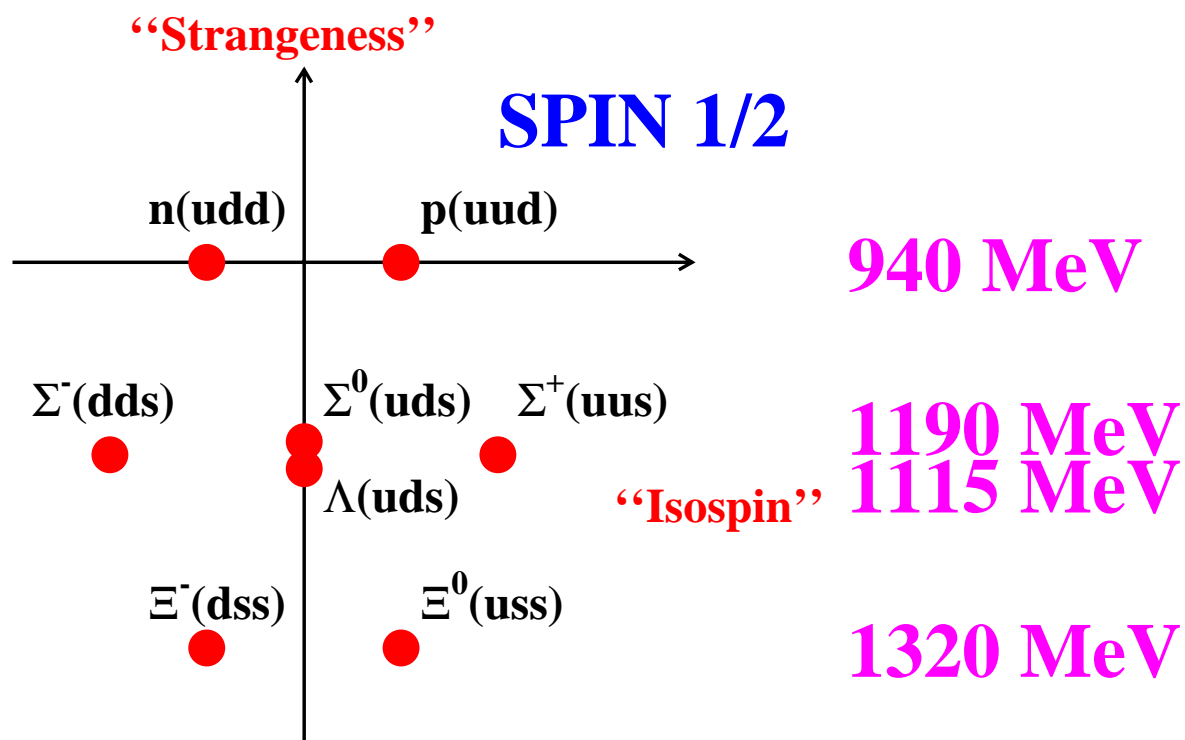 ‘‘Strangeness’’
SPIN 1/2
n(udd) p(uud)
940 MeV
Σ⁻(dds) Σ⁰(uds) Σ⁺(uus)
1190 MeV
Λ(uds) ‘‘Isospin’’ 1115 MeV
Ξ⁻(dss) Ξ⁰(uss)
1320 MeV